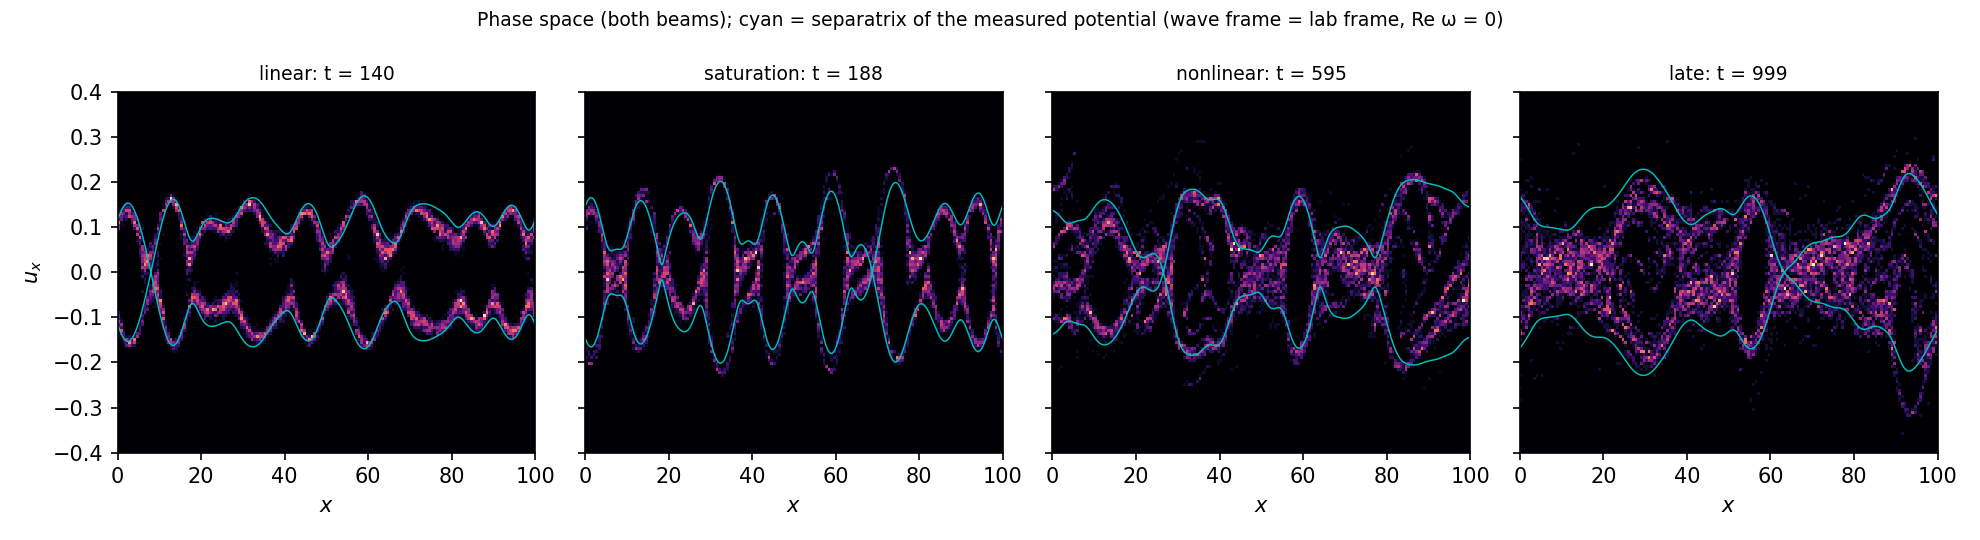 Phase space (both beams); cyan = separatrix of the measured potential (wave frame = lab frame, Re ω = 0)
linear: t = 140
saturation: t = 188
nonlinear: t = 595
late: t = 999
0.4
0.3
0.2
0.1
0.0
−0.1
−0.2
−0.3
−0.4
uₓ
0 20 40 60 80 100
0 20 40 60 80 100
0 20 40 60 80 100
0 20 40 60 80 100
x
x
x
x